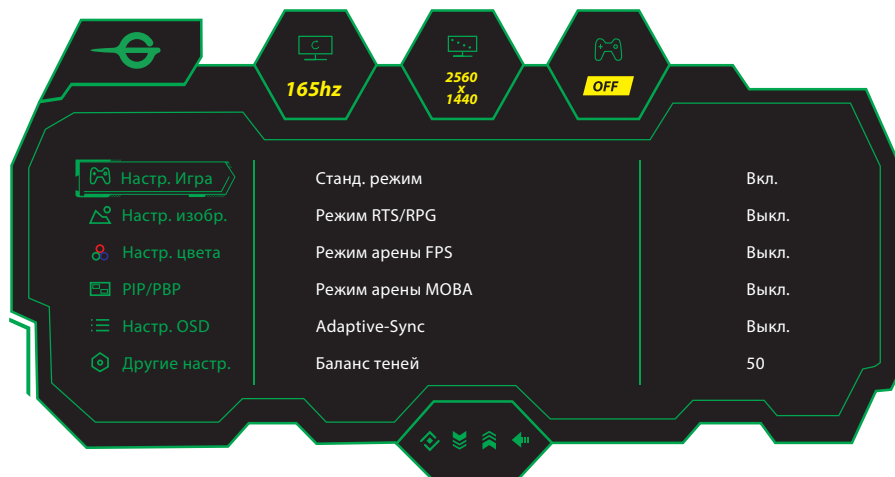 165hz
2560
x
1440
OFF
Настр. Игра
Станд. режим
Вкл.
Настр. изобр.
Режим RTS/RPG
Выкл.
Настр. цвета
Режим арены FPS
Выкл.
PIP/PBP
Режим арены MOBA
Выкл.
Настр. OSD
Adaptive-Sync
Выкл.
Другие настр.
Баланс теней
50